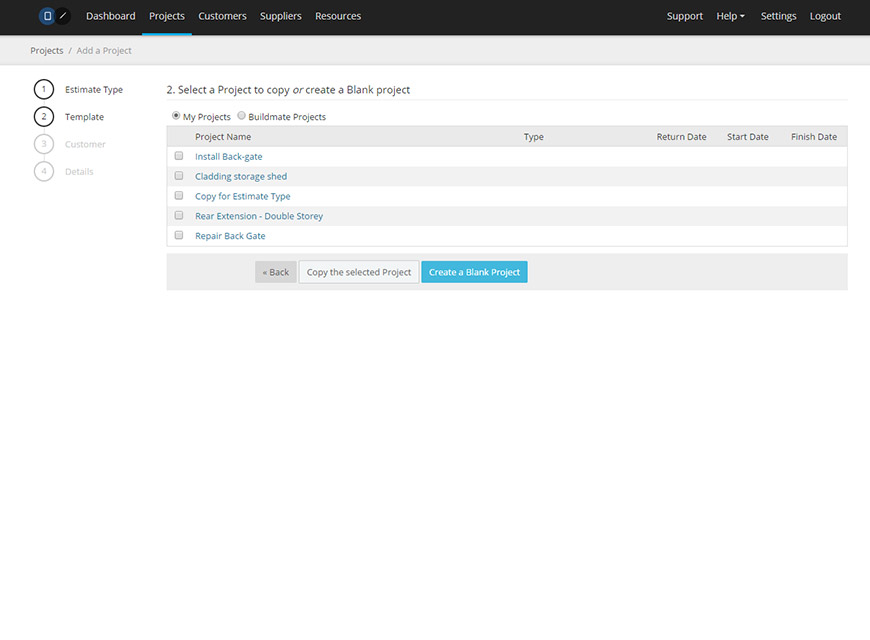 Dashboard Projects Customers Suppliers Resources Support Help Settings Logout
Projects / Add a Project
1 Estimate Type
2 Template
3 Customer
4 Details
2. Select a Project to copy or create a Blank project
My Projects Buildmate Projects
Project Name Type Return Date Start Date Finish Date
Install Back-gate
Cladding storage shed
Copy for Estimate Type
Rear Extension - Double Storey
Repair Back Gate
« Back Copy the selected Project Create a Blank Project